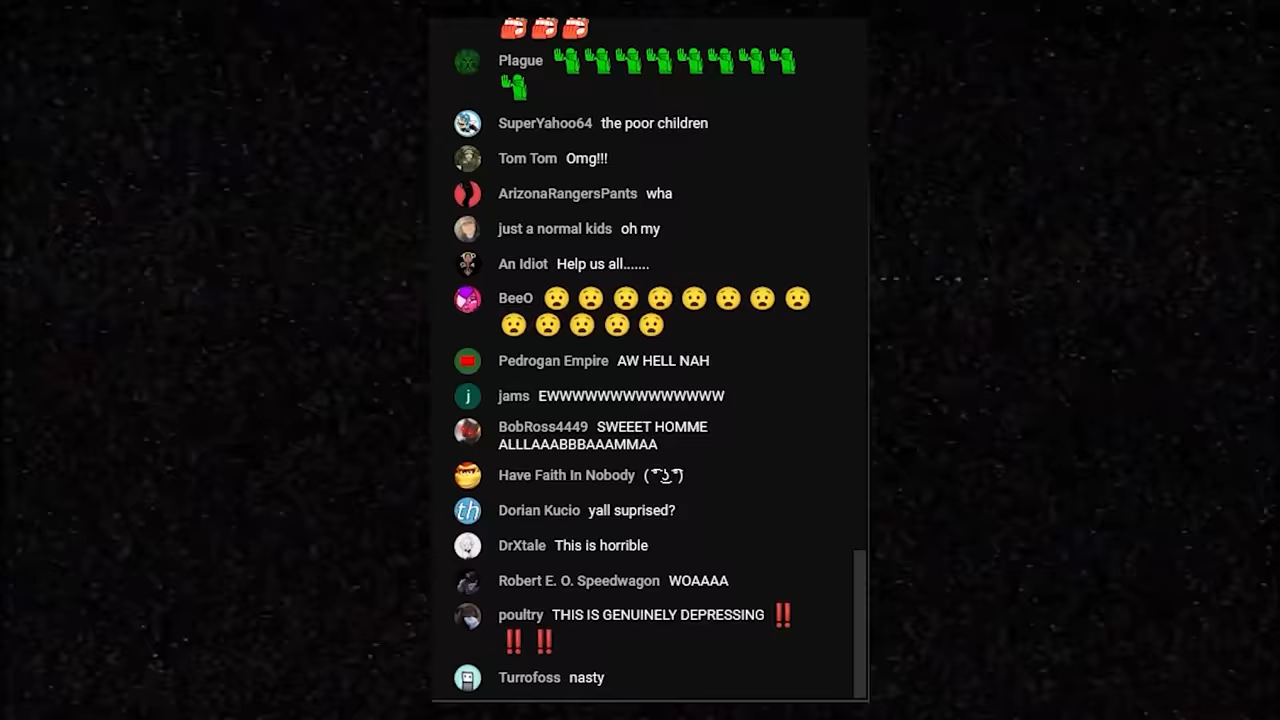 Plague
SuperYahoo64 the poor children
Tom Tom Omg!!!
ArizonaRangersPants wha
just a normal kids oh my
An Idiot Help us all.......
BeeO 😧 😧 😧 😧 😧 😧 😧 😧
😧 😧 😧 😧 😧
Pedrogan Empire AW HELL NAH
j
jams EWWWWWWWWWWWWWWW
BobRoss4449 SWEEET HOMME
ALLLAAABBBAAAMMAA
Have Faith In Nobody ( ͡° ͜ʖ ͡°)
th
Dorian Kucio yall suprised?
DrXtale This is horrible
Robert E. O. Speedwagon WOAAAA
poultry THIS IS GENUINELY DEPRESSING ‼️
‼️ ‼️
Turrofoss nasty